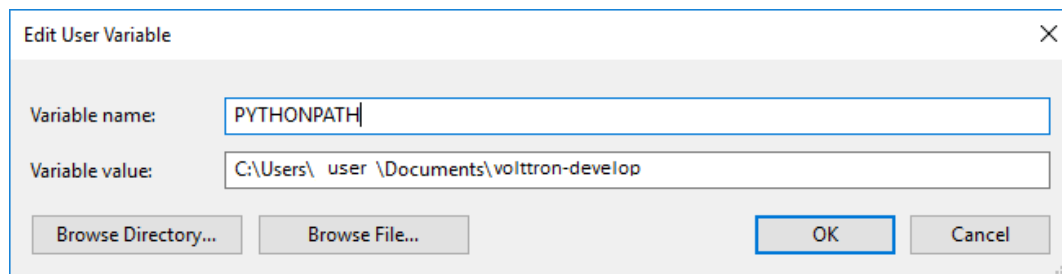 Edit User Variable
Variable name: PYTHONPATH
Variable value: C:\Users\ user \Documents\volttron-develop
Browse Directory... Browse File... OK Cancel